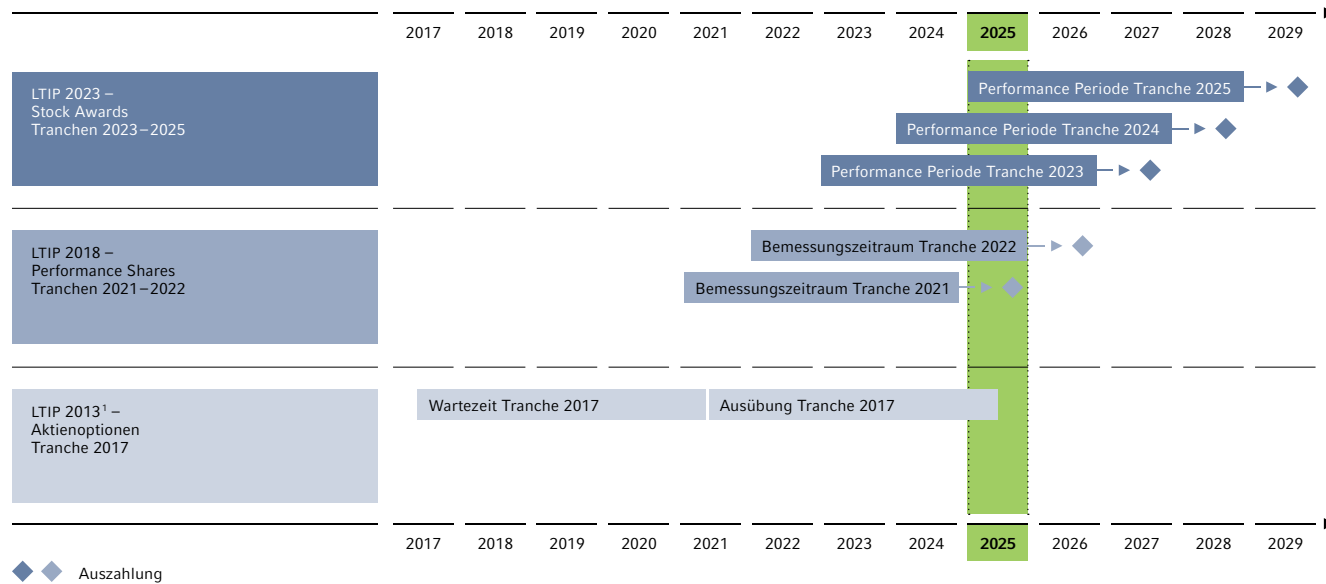 2017 2018 2019 2020 2021 2022 2023 2024 2025 2026 2027 2028 2029
LTIP 2023 –
Stock Awards
Tranchen 2023–2025
Performance Periode Tranche 2025
Performance Periode Tranche 2024
Performance Periode Tranche 2023
LTIP 2018 –
Performance Shares
Tranchen 2021–2022
Bemessungszeitraum Tranche 2022
Bemessungszeitraum Tranche 2021
LTIP 2013¹ –
Aktienoptionen
Tranche 2017
Wartezeit Tranche 2017
Ausübung Tranche 2017
2017 2018 2019 2020 2021 2022 2023 2024 2025 2026 2027 2028 2029
Auszahlung